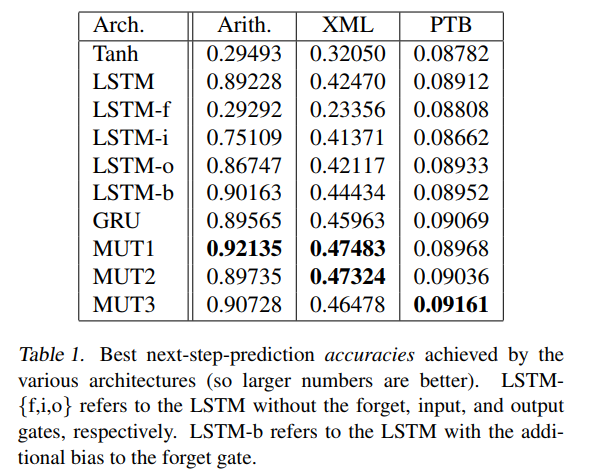 Arch. Arith. XML PTB
Tanh 0.29493 0.32050 0.08782
LSTM 0.89228 0.42470 0.08912
LSTM-f 0.29292 0.23356 0.08808
LSTM-i 0.75109 0.41371 0.08662
LSTM-o 0.86747 0.42117 0.08933
LSTM-b 0.90163 0.44434 0.08952
GRU 0.89565 0.45963 0.09069
MUT1 0.92135 0.47483 0.08968
MUT2 0.89735 0.47324 0.09036
MUT3 0.90728 0.46478 0.09161
Table 1. Best next-step-prediction accuracies achieved by the
various architectures (so larger numbers are better). LSTM-
{f,i,o} refers to the LSTM without the forget, input, and output
gates, respectively. LSTM-b refers to the LSTM with the addi-
tional bias to the forget gate.